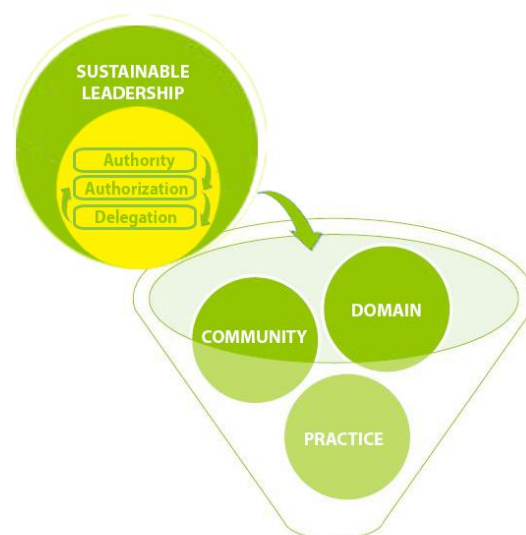 SUSTAINABLE
LEADERSHIP
Authority
Authorization
Delegation
DOMAIN
COMMUNITY
PRACTICE